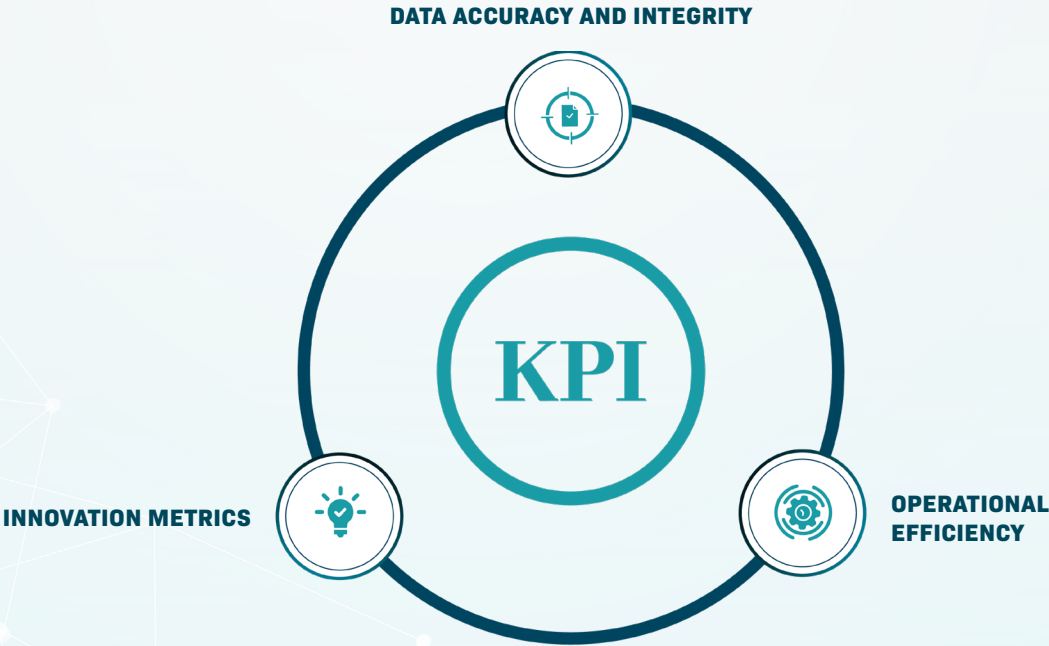 DATA ACCURACY AND INTEGRITY
KPI
INNOVATION METRICS
OPERATIONAL
EFFICIENCY